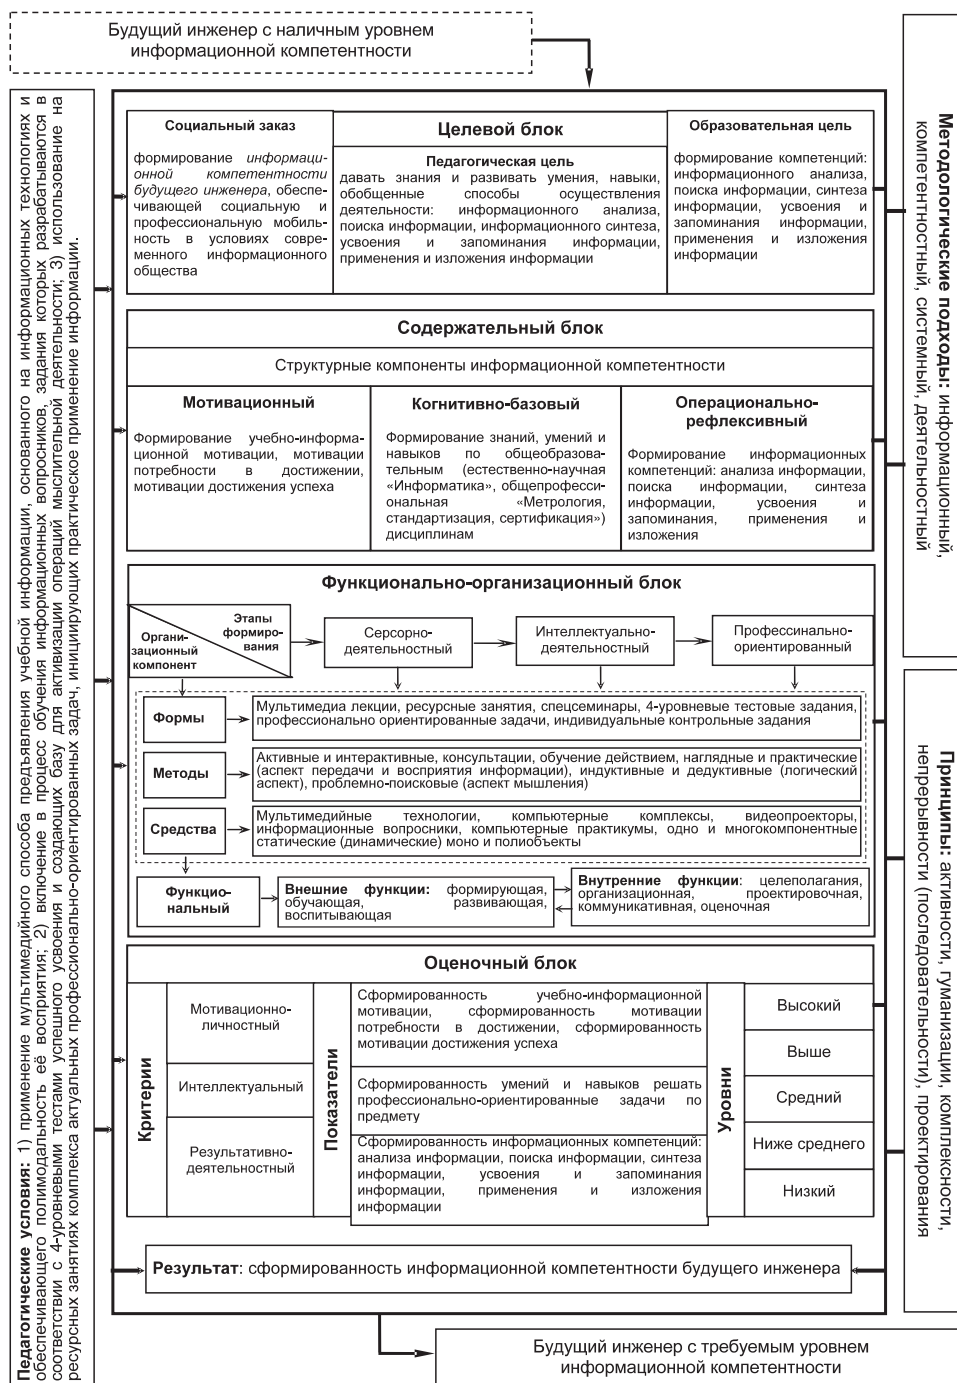 Будущий инженер с наличным уровнем
информационной компетентности
Педагогические условия: 1) применение мультимедийного способа предъявления учебной информации, основанного на информационных технологиях и
обеспечивающего полимодальность её восприятия; 2) включение в процесс обучения информационных вопросников, задания которых разрабатываются в
соответствии с 4-уровневыми тестами успешного усвоения и создающих базу для активизации операций мыслительной деятельности; 3) использование на
ресурсных занятиях комплекса актуальных профессионально-ориентированных задач, инициирующих практическое применение информации.
Социальный заказ
формирование информаци-
онной компетентности
будущего инженера, обеспе-
чивающей социальную и
профессиональную мобиль-
ность в условиях совре-
менного информационного
общества
Целевой блок
Педагогическая цель
давать знания и развивать умения, навыки,
обобщенные способы осуществления
деятельности: информационного анализа,
поиска информации, информационного синтеза,
усвоения и запоминания информации,
применения и изложения информации
Образовательная цель
формирование компетенций:
информационного анализа,
поиска информации, синтеза
информации, усвоения и
запоминания информации,
применения и изложения
информации
Содержательный блок
Структурные компоненты информационной компетентности
Мотивационный
Формирование учебно-информа-
ционной мотивации, мотивации
потребности в достижении,
мотивации достижения успеха
Когнитивно-базовый
Формирование знаний, умений и
навыков по общеобразова-
тельным (естественно-научная
«Информатика», общепрофесси-
ональная «Метрология,
стандартизация, сертификация»)
дисциплинам
Операционально-
рефлексивный
Формирование информационных
компетенций: анализа информации,
поиска информации, синтеза
информации, усвоения и
запоминания, применения и
изложения
Функционально-организационный блок
Этапы
формиро-
вания
Органи-
зационный
компонент
Серсорно-
деятельностный
Интеллектуально-
деятельностный
Профессинально-
ориентированный
Формы
Мультимедиа лекции, ресурсные занятия, спецсеминары, 4-уровневые тестовые задания,
профессионально ориентированные задачи, индивидуальные контрольные задания
Методы
Активные и интерактивные, консультации, обучение действием, наглядные и практические
(аспект передачи и восприятия информации), индуктивные и дедуктивные (логический
аспект), проблемно-поисковые (аспект мышления)
Средства
Мультимедийные технологии, компьютерные комплексы, видеопроекторы,
информационные вопросники, компьютерные практикумы, одно и многокомпонентные
статические (динамические) моно и полиобъекты
Функцио-
нальный
Внешние функции: формирующая,
обучающая, развивающая,
воспитывающая
Внутренние функции: целеполагания,
организационная, проектировочная,
коммуникативная, оценочная
Оценочный блок
Критерии
Мотивационно-
личностный
Интеллектуальный
Результативно-
деятельностный
Показатели
Сформированность учебно-информационной
мотивации, сформированность мотивации
потребности в достижении, сформированность
мотивации достижения успеха
Сформированность умений и навыков решать
профессионально-ориентированные задачи по
предмету
Сформированность информационных компетенций:
анализа информации, поиска информации, синтеза
информации, усвоения и запоминания
информации, применения и изложения
информации
Уровни
Высокий
Выше
Средний
Ниже среднего
Низкий
Результат: сформированность информационной компетентности будущего инженера
Методологические подходы: информационный,
компетентностный, системный, деятельностный
Принципы: активности, гуманизации, комплексности,
непрерывности (последовательности), проектирования
Будущий инженер с требуемым уровнем
информационной компетентности